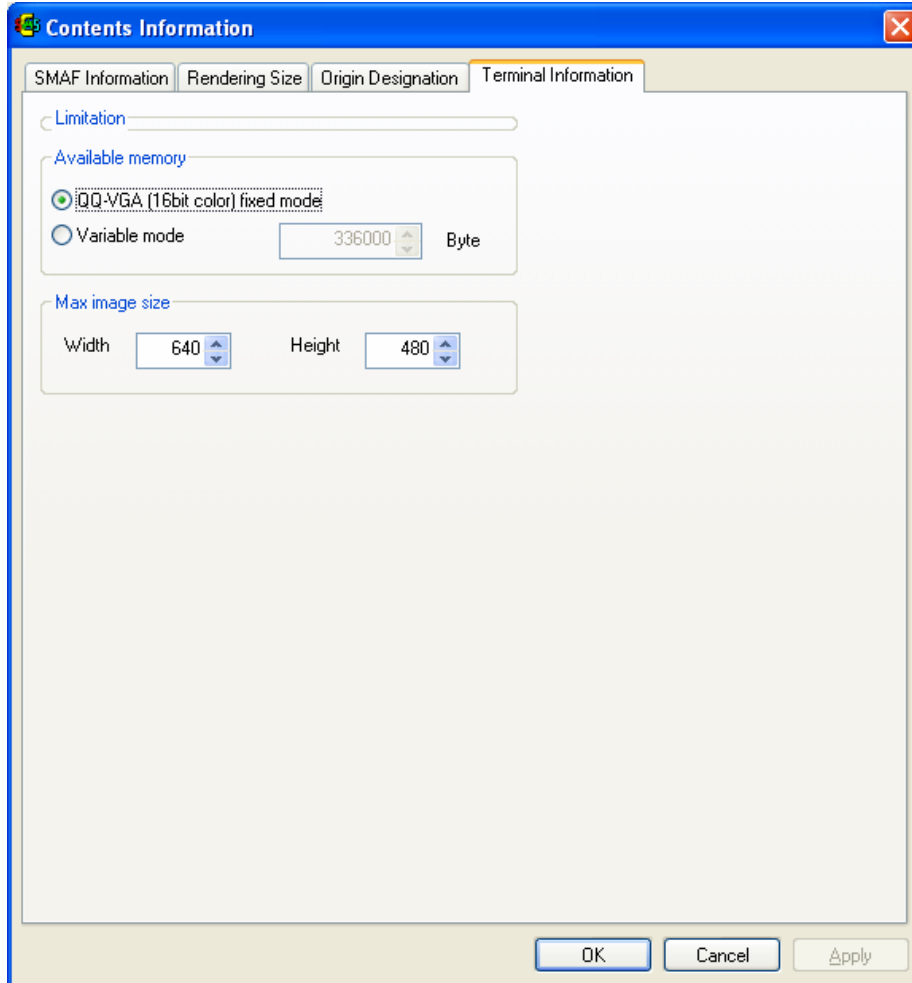 Contents Information
SMAF Information Rendering Size Origin Designation Terminal Information
Limitation
Available memory
QQ-VGA (16bit color) fixed mode
Variable mode 336000 Byte
Max image size
Width 640 Height 480
OK Cancel Apply